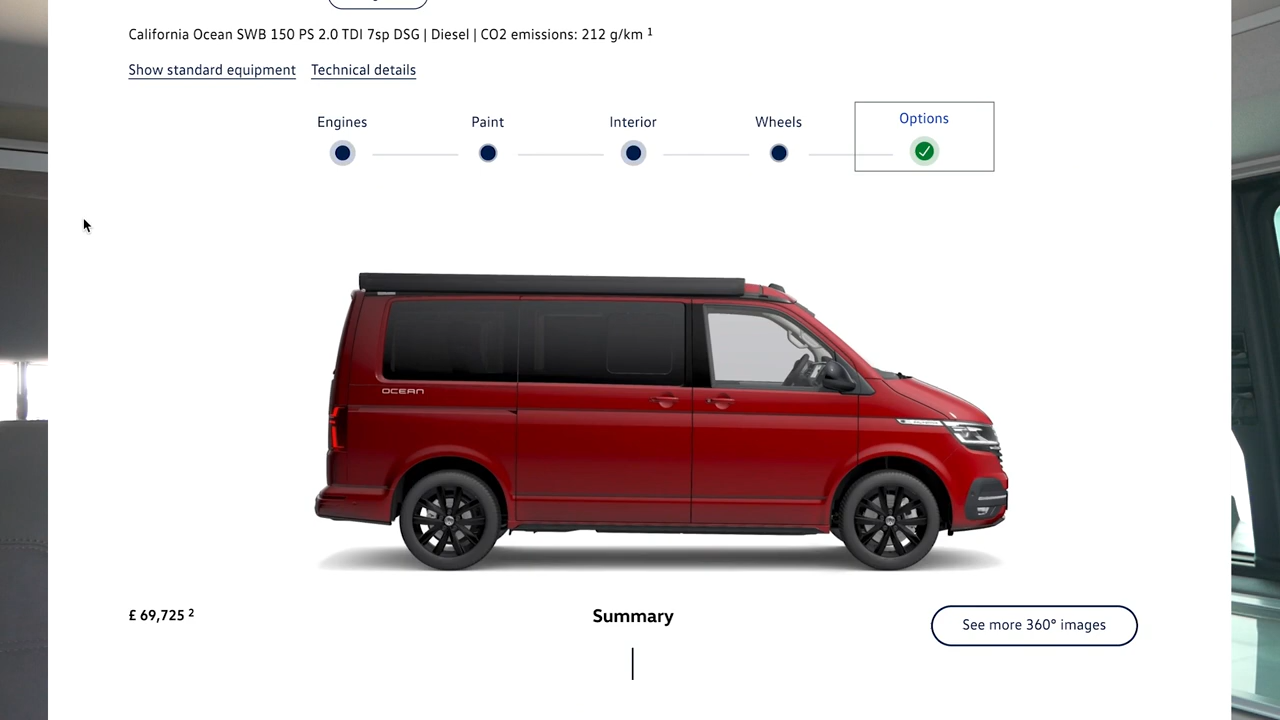 California Ocean SWB 150 PS 2.0 TDI 7sp DSG | Diesel | CO2 emissions: 212 g/km 1
Show standard equipment Technical details
Engines Paint Interior Wheels Options
OCEAN
£ 69,725 2
Summary
See more 360° images